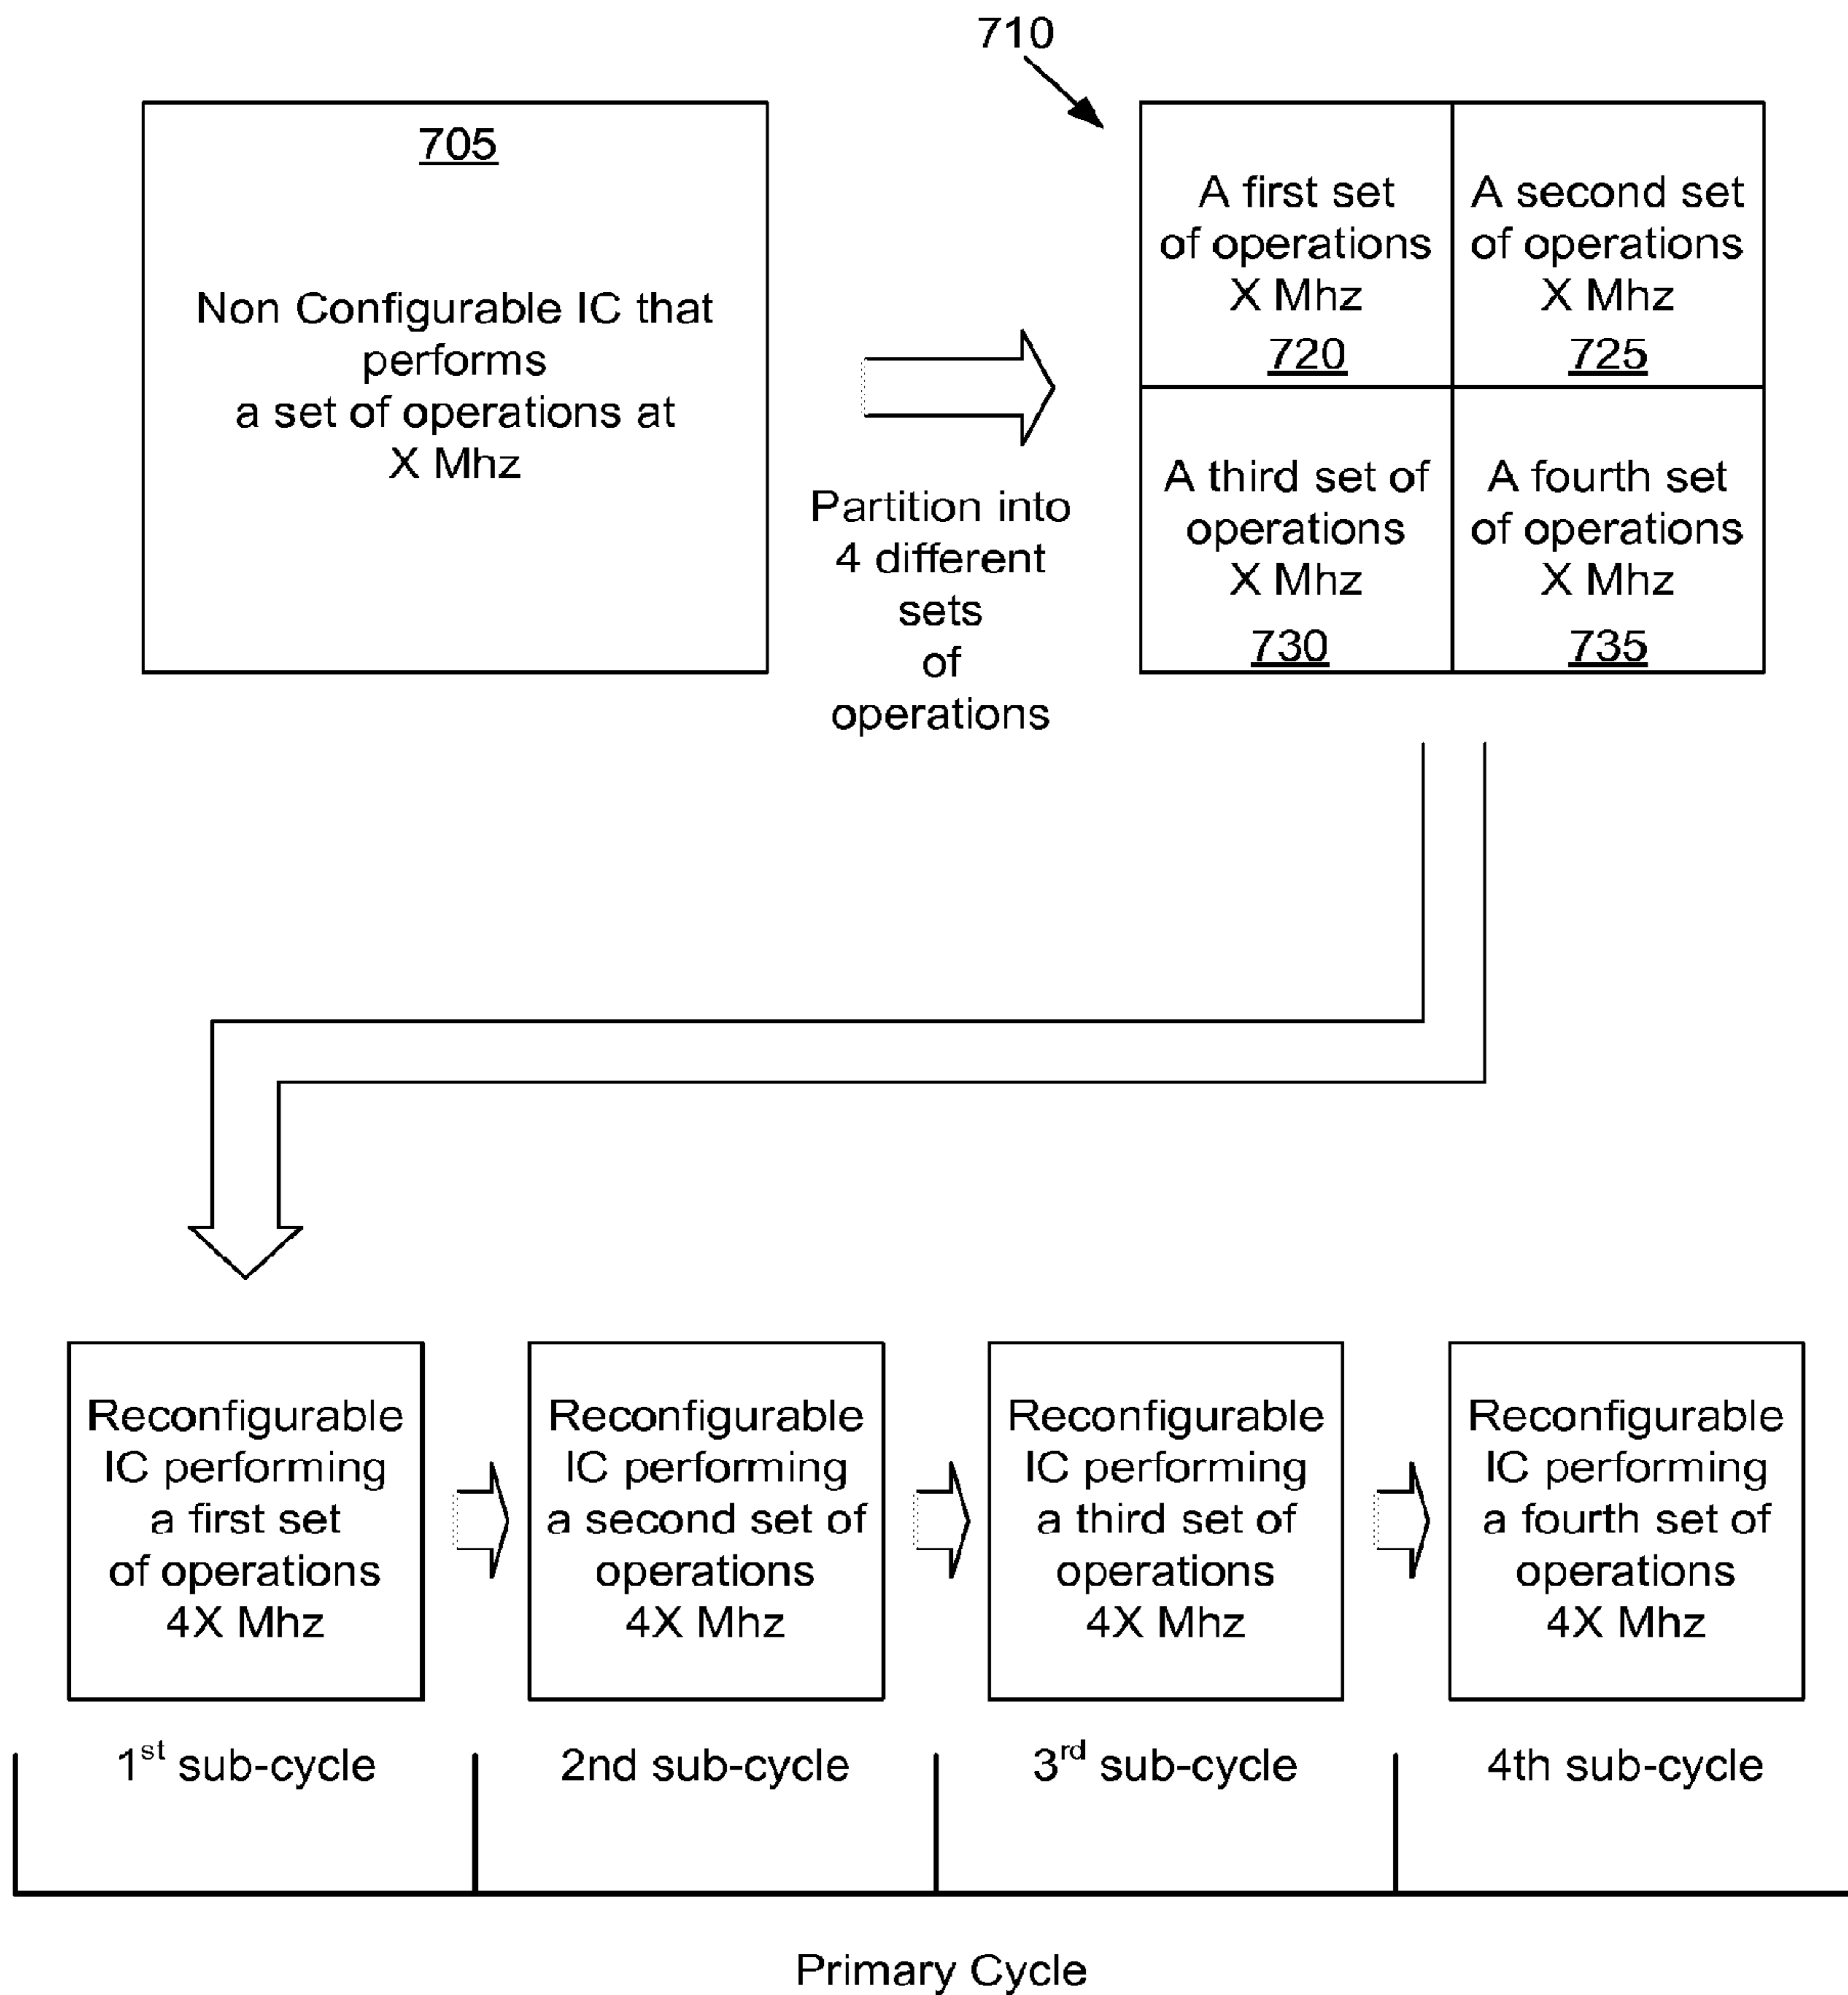 710
705
Non Configurable IC that
performs
a set of operations at
X Mhz
Partition into
4 different
sets
of
operations
A first set
of operations
X Mhz
720
A second set
of operations
X Mhz
725
A third set of
operations
X Mhz
730
A fourth set
of operations
X Mhz
735
Reconfigurable
IC performing
a first set
of operations
4X Mhz
Reconfigurable
IC performing
a second set of
operations
4X Mhz
Reconfigurable
IC performing
a third set of
operations
4X Mhz
Reconfigurable
IC performing
a fourth set of
operations
4X Mhz
1st sub-cycle
2nd sub-cycle
3rd sub-cycle
4th sub-cycle
Primary Cycle